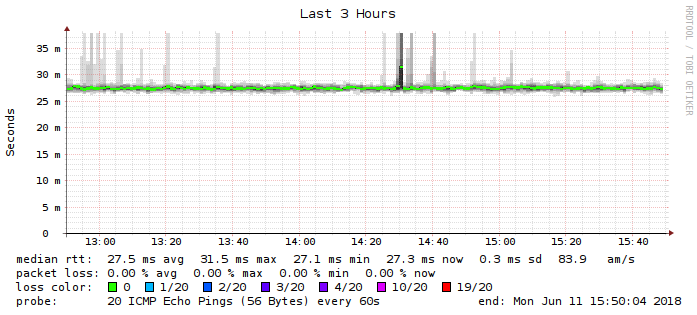 Last 3 Hours
RRDTOOL / TOBI OETIKER
Seconds
35 m
30 m
25 m
20 m
15 m
10 m
5 m
0
13:00 13:20 13:40 14:00 14:20 14:40 15:00 15:20 15:40
median rtt: 27.5 ms avg 31.5 ms max 27.1 ms min 27.3 ms now 0.3 ms sd 83.9 am/s
packet loss: 0.00 % avg 0.00 % max 0.00 % min 0.00 % now
loss color: 0 1/20 2/20 3/20 4/20 10/20 19/20
probe: 20 ICMP Echo Pings (56 Bytes) every 60s end: Mon Jun 11 15:50:04 2018